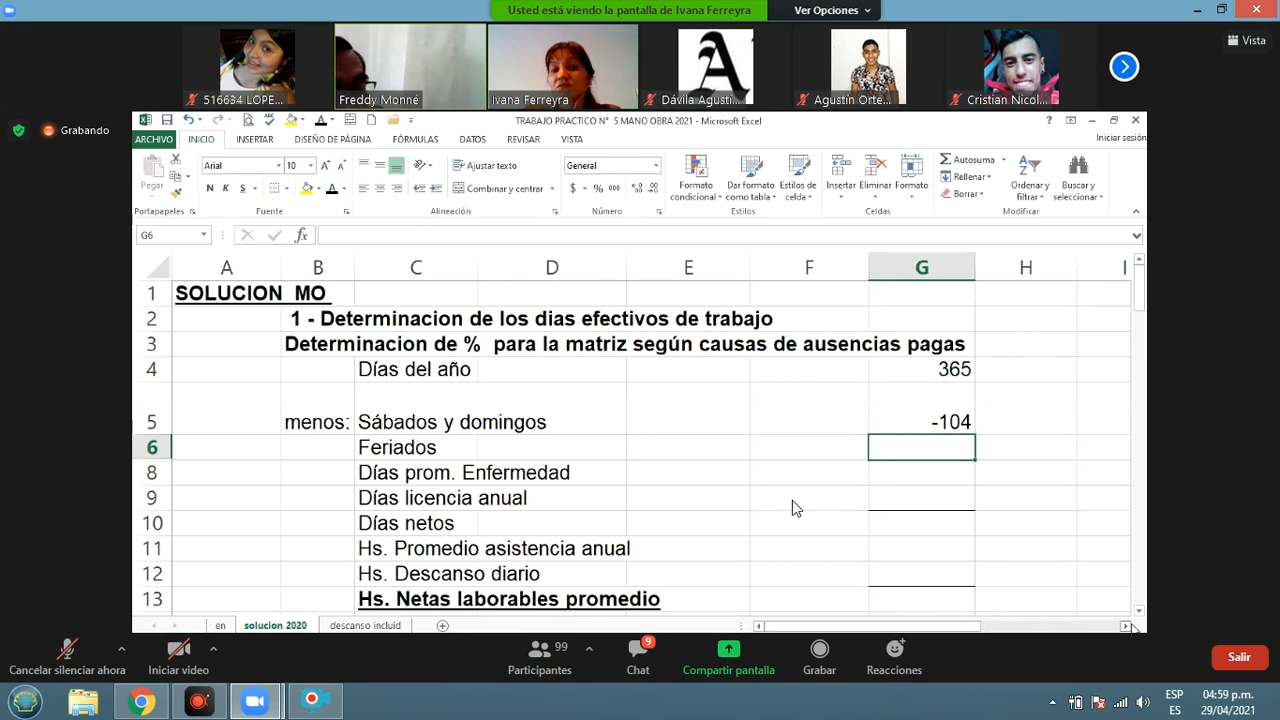 Usted está viendo la pantalla de Ivana Ferreyra
Ver Opciones
Vista
516634 LOPE...
Freddy Monné
Ivana Ferreyra
Dávila Agusti...
Agustín Orte...
Cristian Nicol...
Grabando
TRABAJO PRACTICO N° 5 MANO OBRA 2021 - Microsoft Excel
ARCHIVO INICIO INSERTAR DISEÑO DE PÁGINA FÓRMULAS DATOS REVISAR VISTA Iniciar sesión
Pegar
Arial 10
Ajustar texto
General
N K S
Combinar y centrar
$ % 000
Formato condicional
Dar formato como tabla
Estilos de celda
Insertar Eliminar Formato
Autosuma
Rellenar
Borrar
Ordenar y filtrar
Buscar y seleccionar
Portapapeles Fuente Alineación Número Estilos Celdas Modificar
G6 fx
A B C D E F G H I
1 SOLUCION MO
2 1 - Determinacion de los dias efectivos de trabajo
3 Determinacion de % para la matriz según causas de ausencias pagas
4 Días del año 365
5 menos: Sábados y domingos -104
6 Feriados
8 Días prom. Enfermedad
9 Días licencia anual
10 Días netos
11 Hs. Promedio asistencia anual
12 Hs. Descanso diario
13 Hs. Netas laborables promedio
en solucion 2020 descanso incluid
Cancelar silenciar ahora
Iniciar video
99
Participantes
9
Chat
Compartir pantalla
Grabar
Reacciones
Salir
ESP
ES
04:59 p.m.
29/04/2021